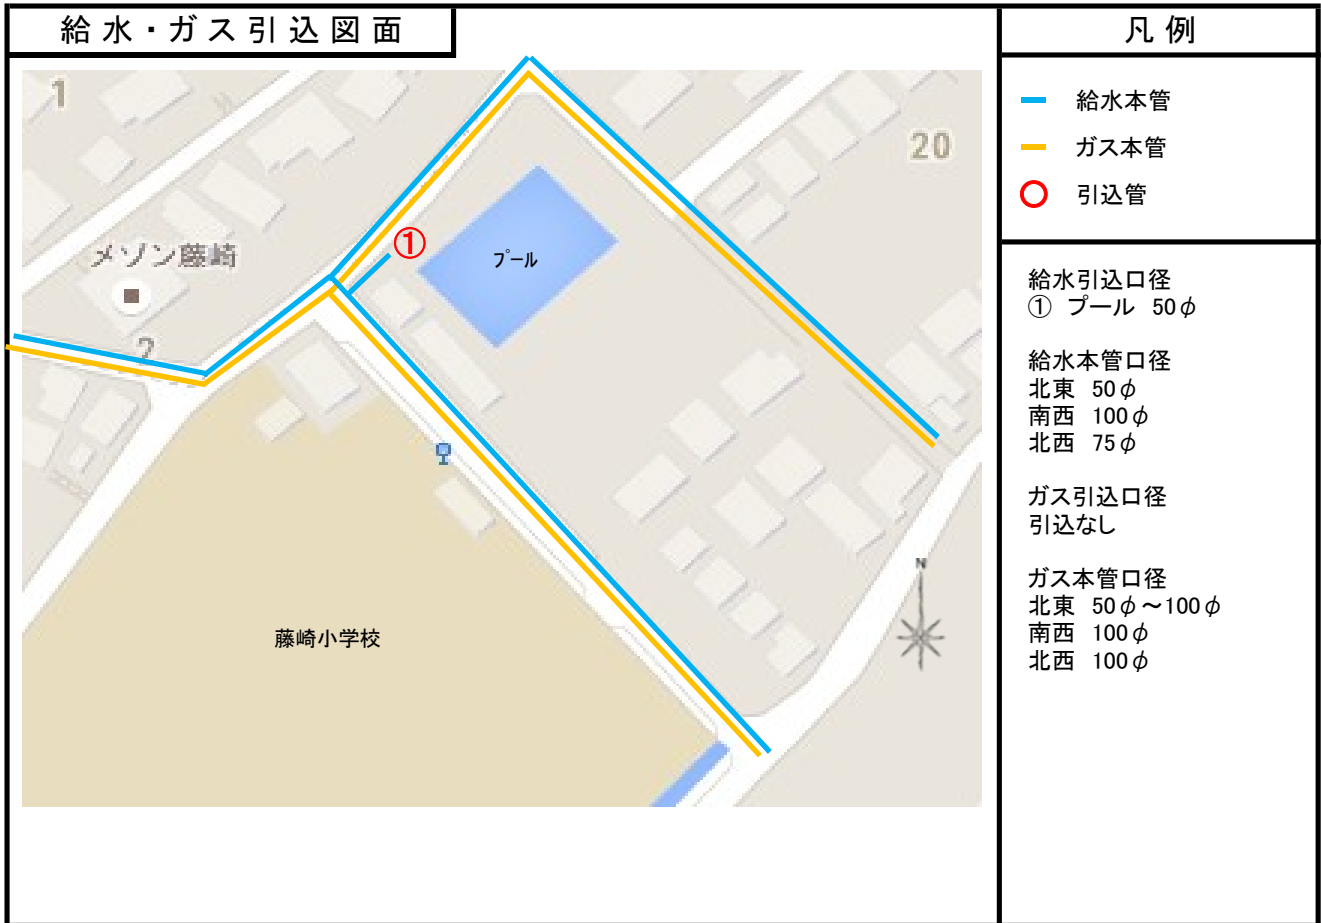 給水・ガス引込図面
凡例
1
20
メゾン藤崎
2
①
プール
藤崎小学校
N
給水本管
ガス本管
引込管
給水引込口径
① プール 50φ
給水本管口径
北東 50φ
南西 100φ
北西 75φ
ガス引込口径
引込なし
ガス本管口径
北東 50φ～100φ
南西 100φ
北西 100φ